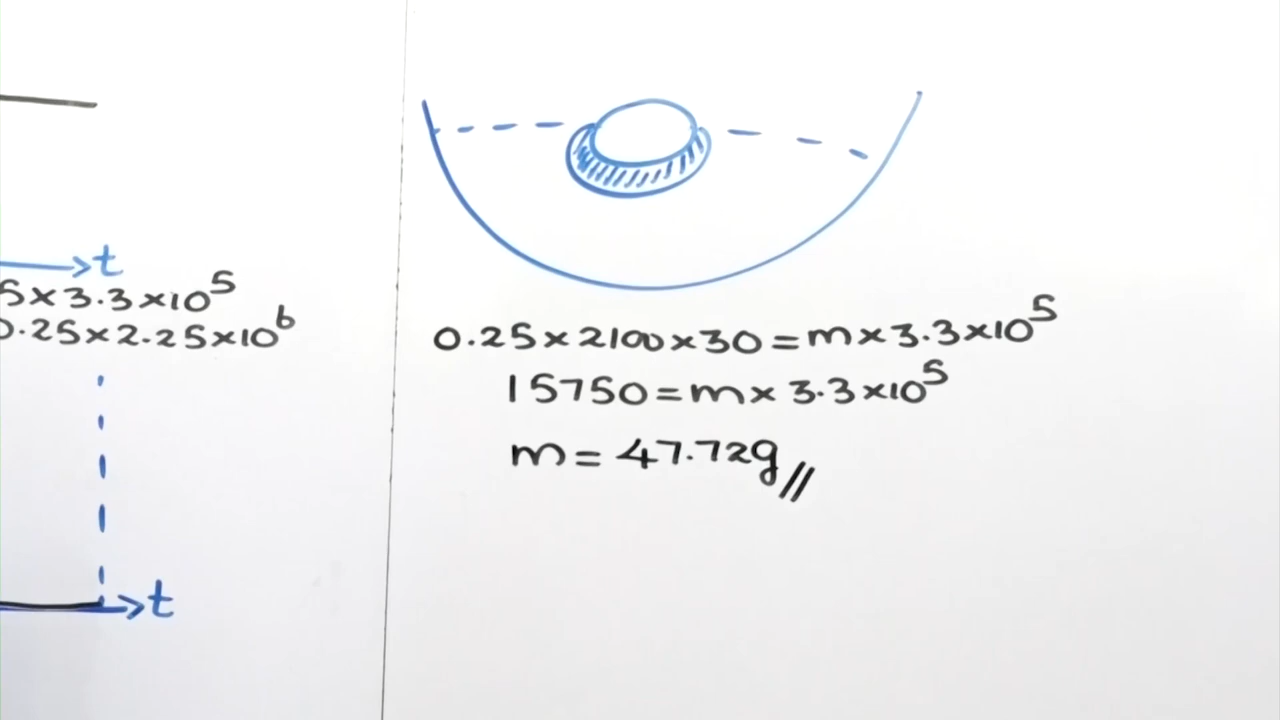 →t
5×3.3×10⁵
0.25×2.25×10⁶
→t
0.25×2100×30=m×3.3×10⁵
15750=m×3.3×10⁵
m=47.72g//